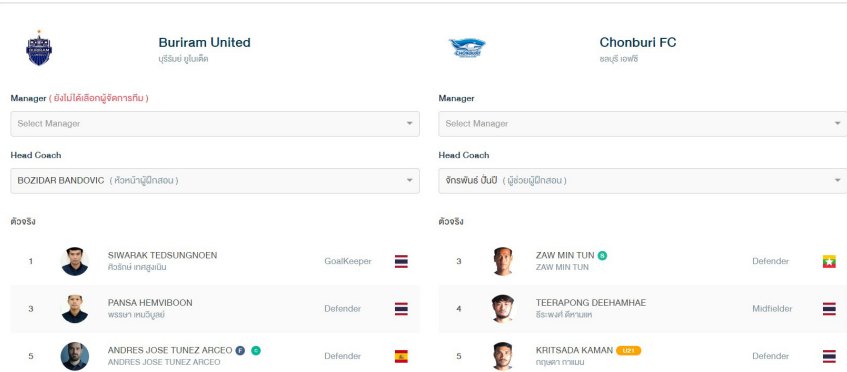 Buriram United
บุรีรัมย์ ยูไนเต็ด
Chonburi FC
ชลบุรี เอฟซี
Manager ( ยังไม่ได้เลือกผู้จัดการทีม )
Select Manager
Manager
Select Manager
Head Coach
BOZIDAR BANDOVIC ( หัวหน้าผู้ฝึกสอน )
Head Coach
จักรพันธ์ ปั่นปี ( ผู้ช่วยผู้ฝึกสอน )
ตัวจริง
1 SIWARAK TEDSUNGNOEN GoalKeeper
ศิวรักษ์ เทศสูงเนิน
3 PANSA HEMVIBOON Defender
พรรษา เหมวิบูลย์
5 ANDRES JOSE TUNEZ ARCEO F C Defender
ANDRES JOSE TUNEZ ARCEO
ตัวจริง
3 ZAW MIN TUN Defender
ZAW MIN TUN
4 TEERAPONG DEEHAMHAE Midfielder
ธีระพงศ์ ดีหามแห
5 KRITSADA KAMAN U21 Defender
กฤษดา กาแมน